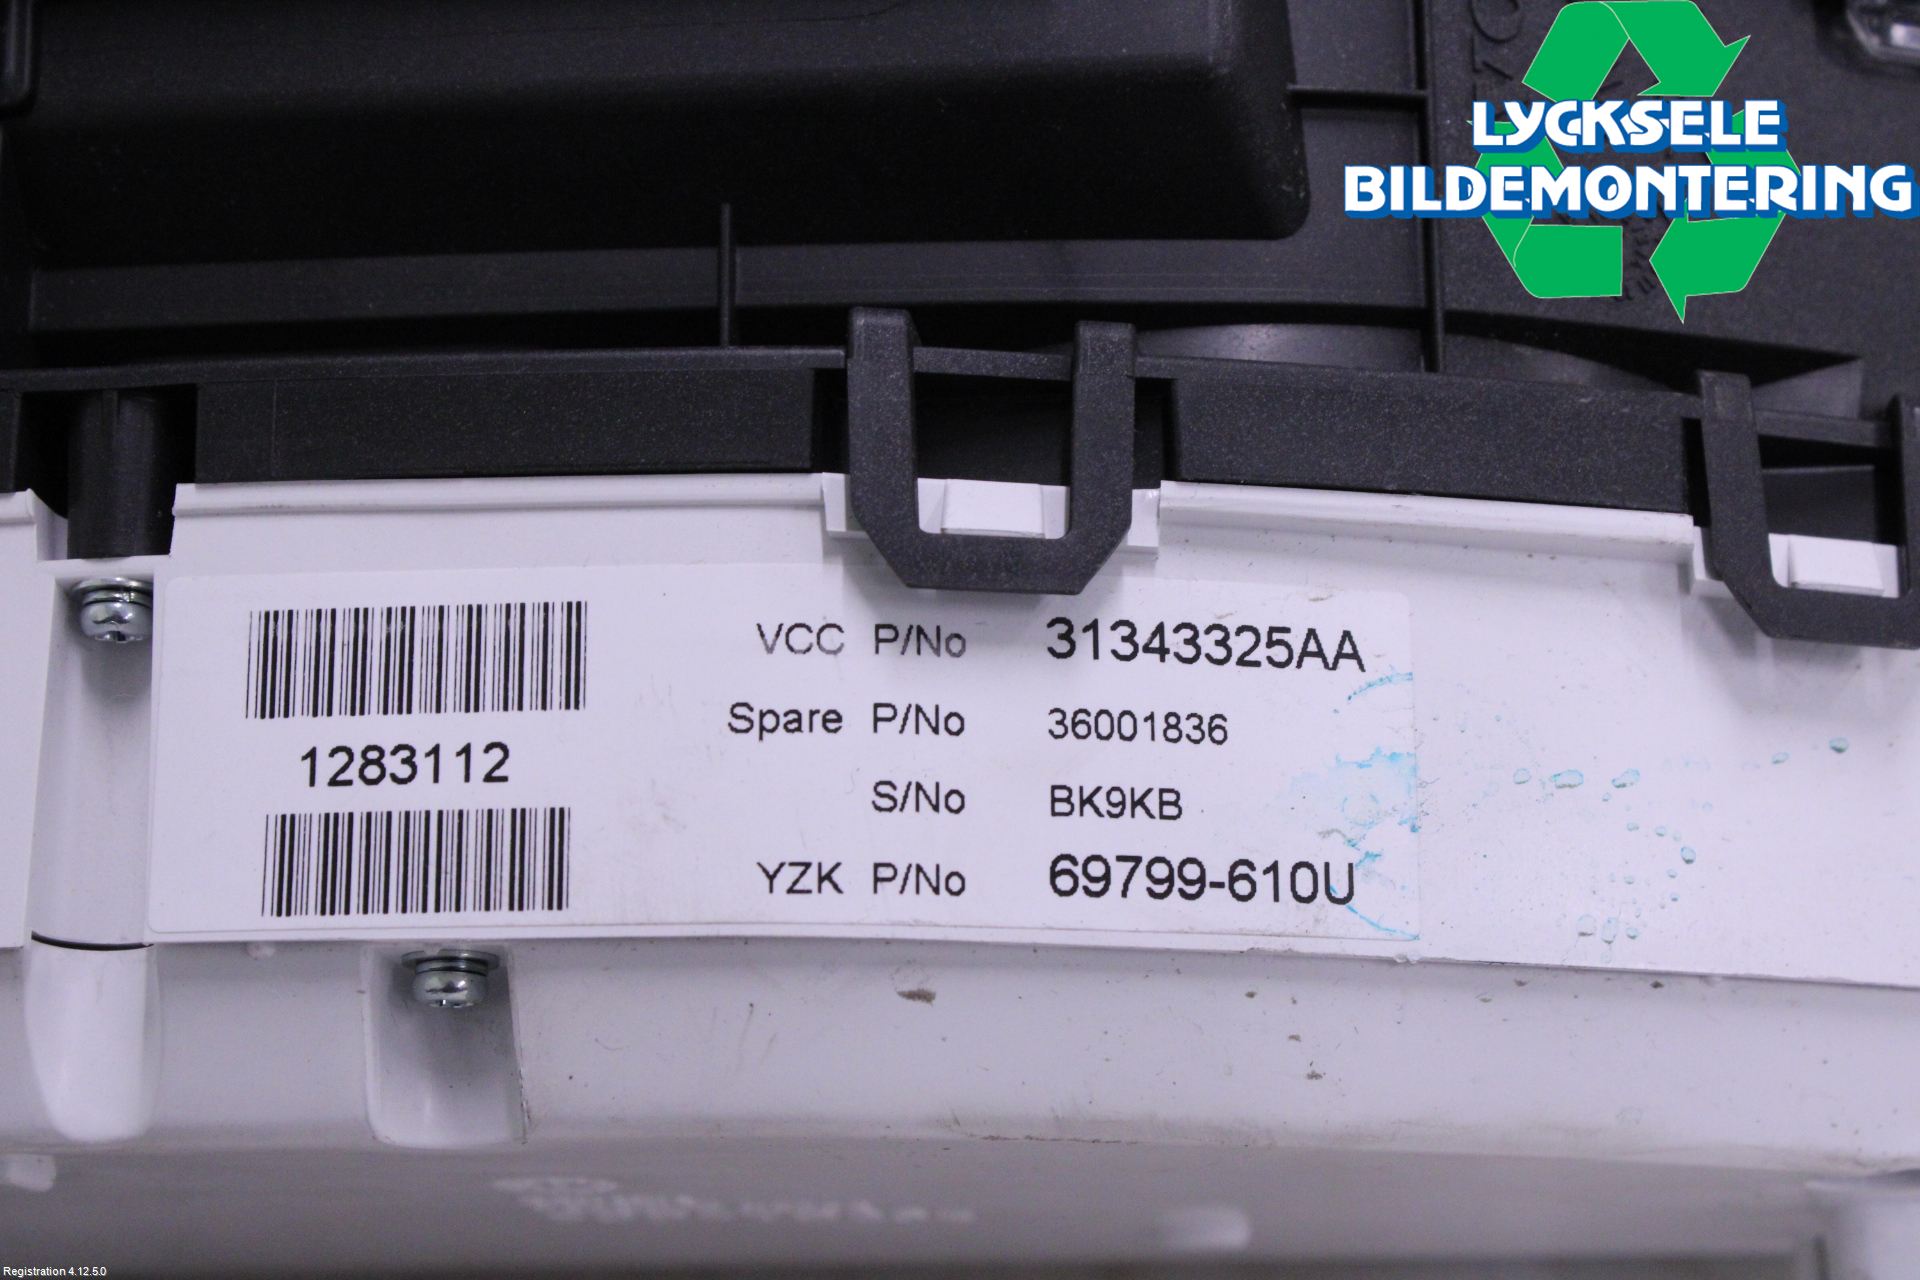 LYCKSELE
BILDEMONTERING
VCC P/No 31343325AA
Spare P/No 36001836
1283112
S/No BK9KB
YZK P/No 69799-610U
Registration 4.12.5.0